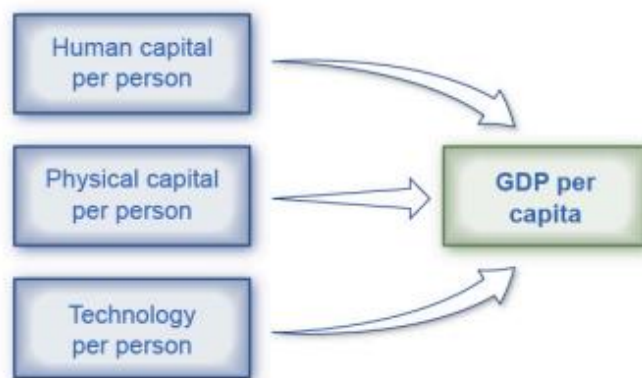 Human capital
per person
Physical capital
per person
GDP per
capita
Technology
per person